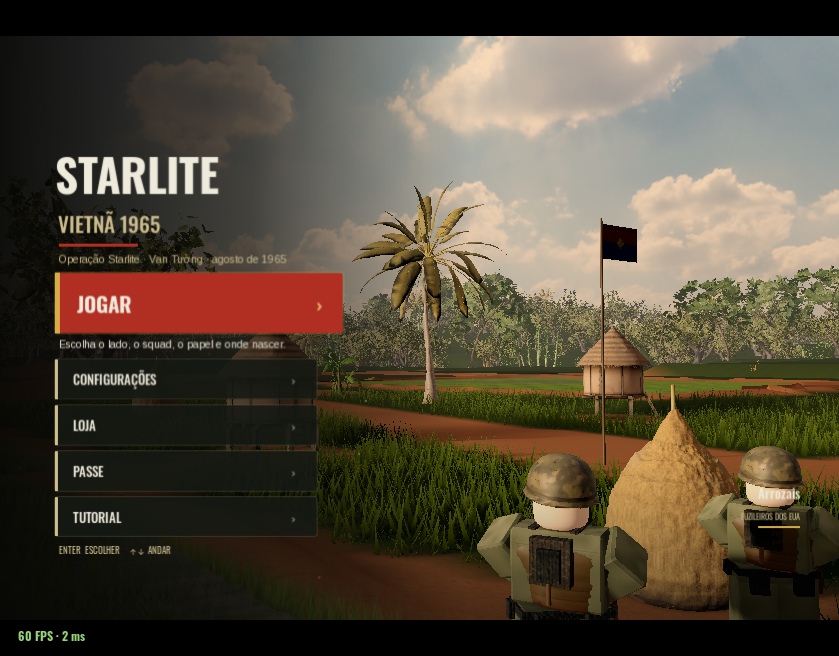 STARLITE
VIETNÃ 1965
Operação Starlite · Van Tường · agosto de 1965
JOGAR ›
Escolha o lado, o squad, o papel e onde nascer.
CONFIGURAÇÕES ›
LOJA ›
PASSE ›
TUTORIAL ›
ENTER ESCOLHER ↑↓ ANDAR
Arrozais
FUZILEIROS DOS EUA
60 FPS · 2 ms